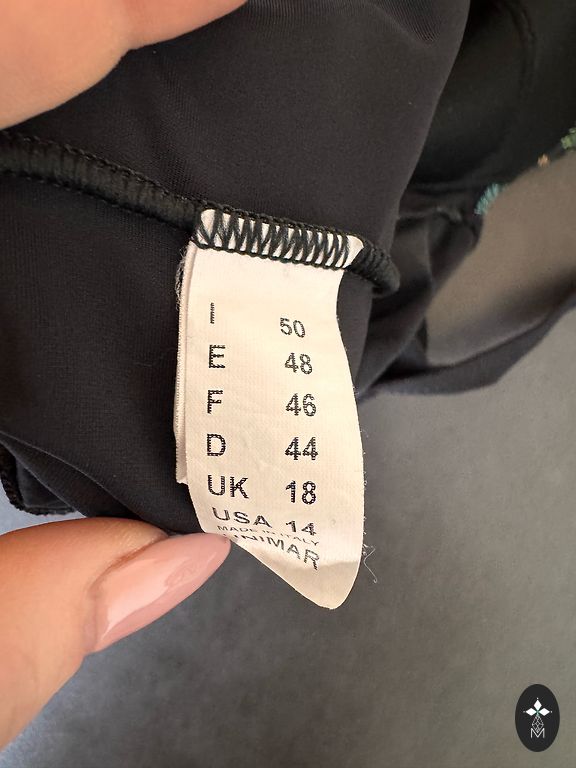 I 50
E 48
F 46
D 44
UK 18
USA 14
MADE IN ITALY
M